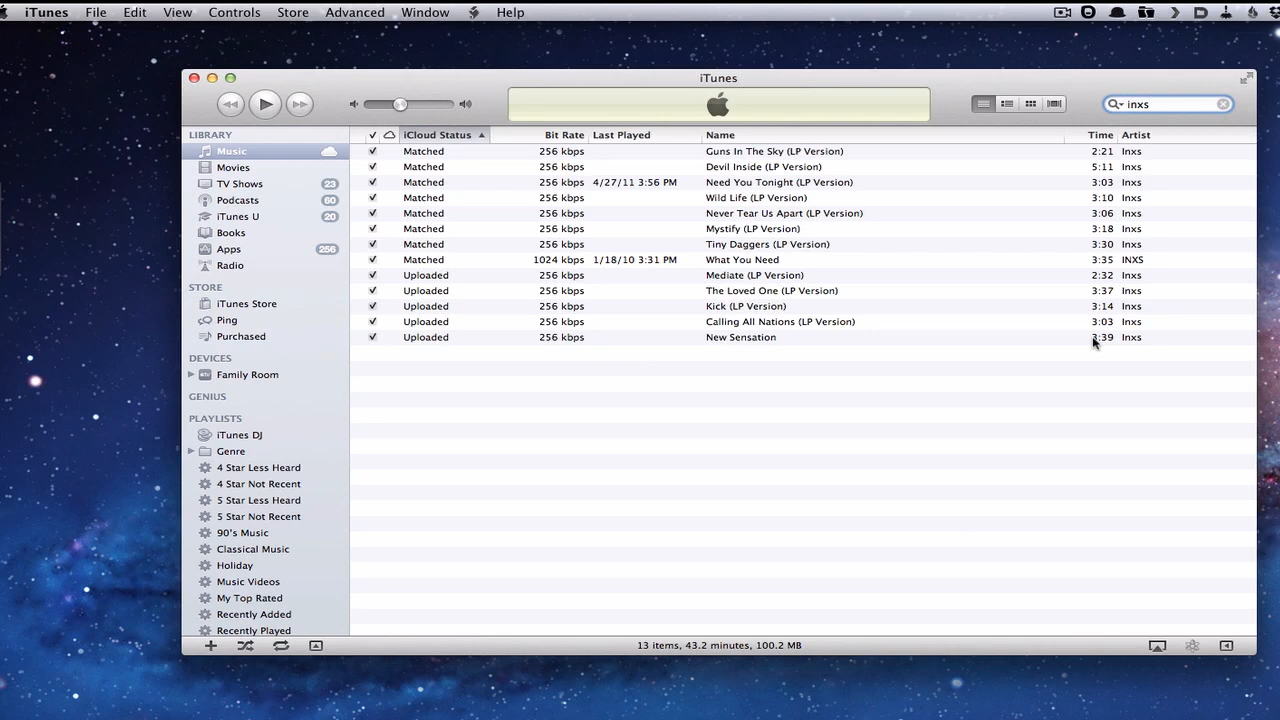 iTunes File Edit View Controls Store Advanced Window Help
iTunes
inxs
LIBRARY
Music
Movies
TV Shows 23
Podcasts 60
iTunes U 20
Books
Apps 256
Radio
STORE
iTunes Store
Ping
Purchased
DEVICES
Family Room
GENIUS
PLAYLISTS
iTunes DJ
Genre
4 Star Less Heard
4 Star Not Recent
5 Star Less Heard
5 Star Not Recent
90's Music
Classical Music
Holiday
Music Videos
My Top Rated
Recently Added
Recently Played
iCloud Status Bit Rate Last Played Name Time Artist
Matched 256 kbps Guns In The Sky (LP Version) 2:21 Inxs
Matched 256 kbps Devil Inside (LP Version) 5:11 Inxs
Matched 256 kbps 4/27/11 3:56 PM Need You Tonight (LP Version) 3:03 Inxs
Matched 256 kbps Wild Life (LP Version) 3:10 Inxs
Matched 256 kbps Never Tear Us Apart (LP Version) 3:06 Inxs
Matched 256 kbps Mystify (LP Version) 3:18 Inxs
Matched 256 kbps Tiny Daggers (LP Version) 3:30 Inxs
Matched 1024 kbps 1/18/10 3:31 PM What You Need 3:35 INXS
Uploaded 256 kbps Mediate (LP Version) 2:32 Inxs
Uploaded 256 kbps The Loved One (LP Version) 3:37 Inxs
Uploaded 256 kbps Kick (LP Version) 3:14 Inxs
Uploaded 256 kbps Calling All Nations (LP Version) 3:03 Inxs
Uploaded 256 kbps New Sensation 3:39 Inxs
13 items, 43.2 minutes, 100.2 MB